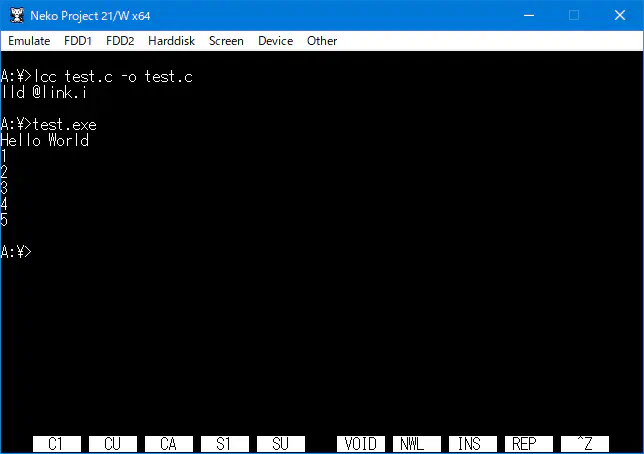 Neko Project 21/W x64
Emulate FDD1 FDD2 Harddisk Screen Device Other
A:¥>lcc test.c -o test.c
lld @link.i
A:¥>test.exe
Hello World
1
2
3
4
5
A:¥>
C1 CU CA S1 SU VOID NWL INS REP ^Z